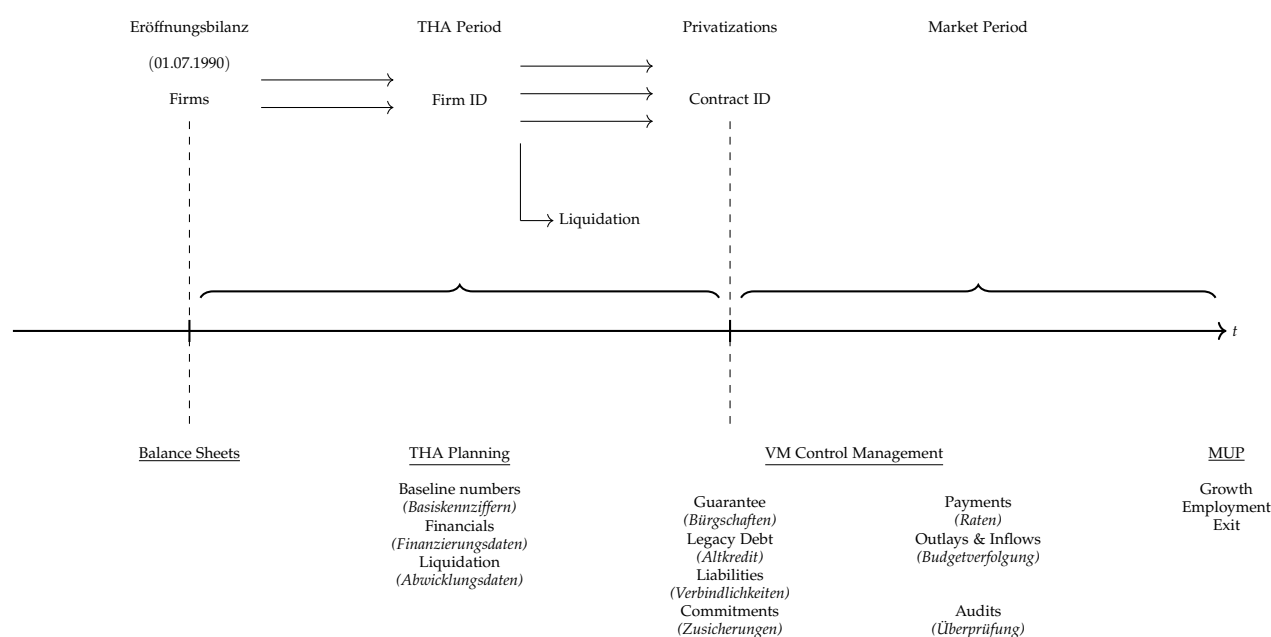 Eröffnungsbilanz
THA Period
Privatizations
Market Period
(01.07.1990)
Firms
Firm ID
Contract ID
Liquidation
t
Balance Sheets
THA Planning
VM Control Management
MUP
Baseline numbers
(Basiskennziffern)
Financials
(Finanzierungsdaten)
Liquidation
(Abwicklungsdaten)
Guarantee
(Bürgschaften)
Legacy Debt
(Altkredit)
Liabilities
(Verbindlichkeiten)
Commitments
(Zusicherungen)
Payments
(Raten)
Outlays & Inflows
(Budgetverfolgung)
Audits
(Überprüfung)
Growth
Employment
Exit